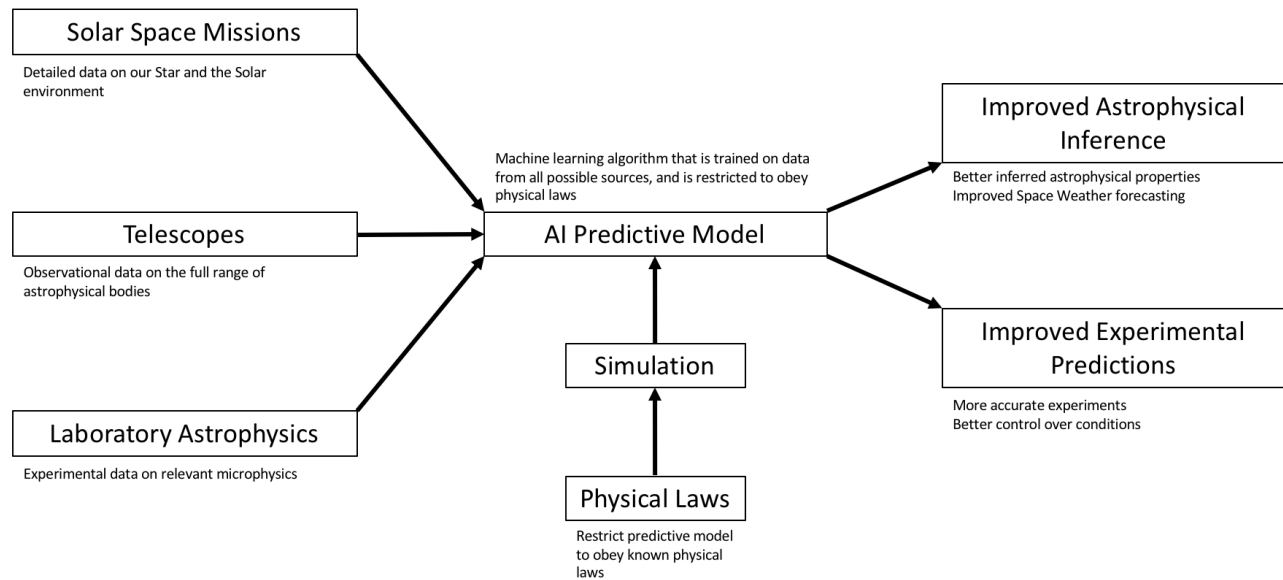 Solar Space Missions
Detailed data on our Star and the Solar
environment
Telescopes
Observational data on the full range of
astrophysical bodies
Laboratory Astrophysics
Experimental data on relevant microphysics
Machine learning algorithm that is trained on data
from all possible sources, and is restricted to obey
physical laws
AI Predictive Model
Simulation
Physical Laws
Restrict predictive model
to obey known physical
laws
Improved Astrophysical
Inference
Better inferred astrophysical properties
Improved Space Weather forecasting
Improved Experimental
Predictions
More accurate experiments
Better control over conditions